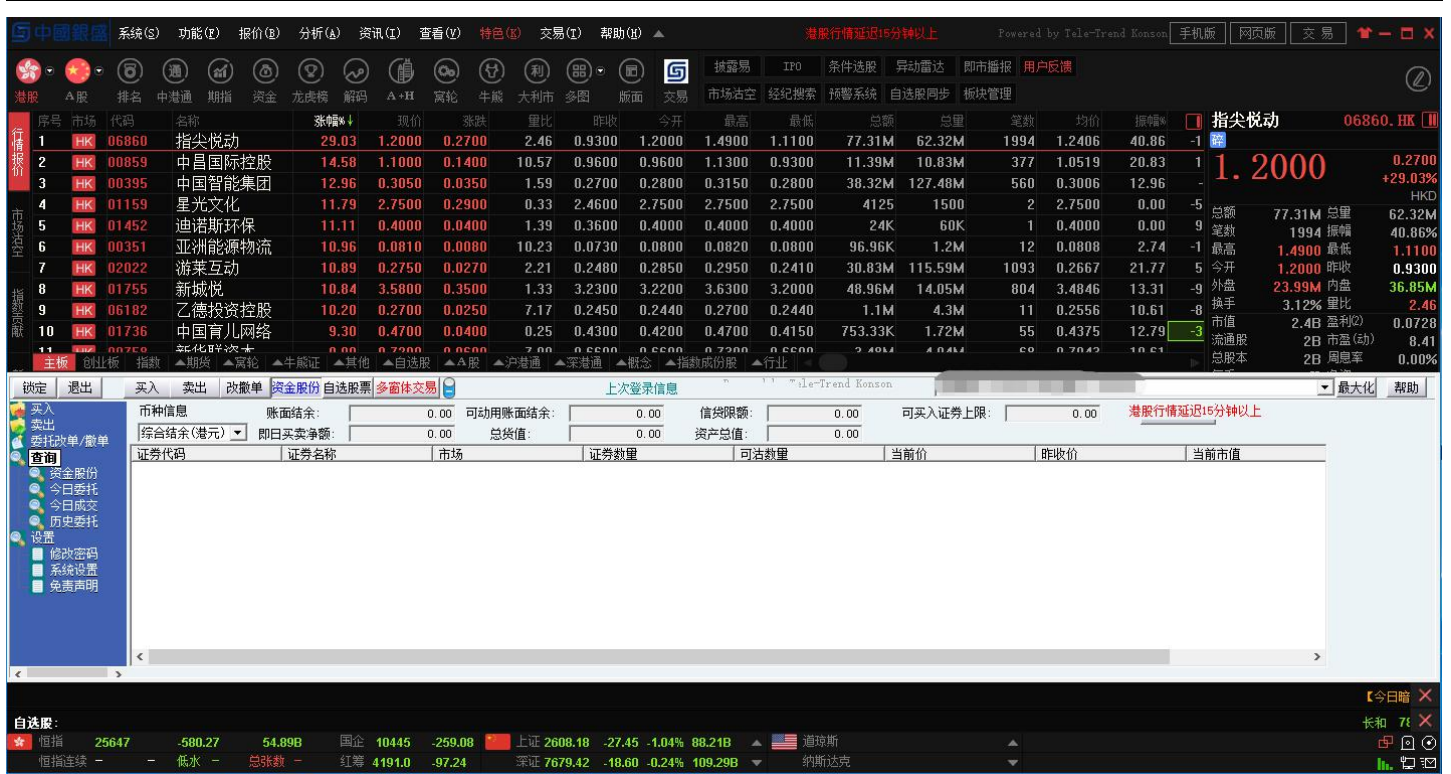 中國銀盛 系统(S) 功能(F) 报价(B) 分析(A) 资讯(I) 查看(V) 特色(K) 交易(T) 帮助(H) 港股行情延迟15分钟以上 Powered by Tele-Trend Konson 手机版 网页版 交易
披露易 IPO 条件选股 异动雷达 即市播报 用户反馈
港股 A股 排名 中港通 期指 资金 龙虎榜 解码 A+H 窝轮 牛熊 大利市 多图 版面 交易 市场沽空 经纪搜索 预警系统 自选股同步 板块管理
序号 市场 代码 名称 涨幅%↓ 现价 涨跌 量比 昨收 今开 最高 最低 总额 总量 笔数 均价 振幅%
1 HK 06860 指尖悦动 29.03 1.2000 0.2700 2.46 0.9300 1.2000 1.4900 1.1100 77.31M 62.32M 1994 1.2406 40.86 -1
2 HK 00859 中昌国际控股 14.58 1.1000 0.1400 10.57 0.9600 0.9600 1.1300 0.9300 11.39M 10.83M 377 1.0519 20.83 1
3 HK 00395 中国智能集团 12.96 0.3050 0.0350 1.59 0.2700 0.2800 0.3150 0.2800 38.32M 127.48M 560 0.3006 12.96 -
4 HK 01159 星光文化 11.79 2.7500 0.2900 0.33 2.4600 2.7500 2.7500 2.7500 4125 1500 2 2.7500 0.00 -5
5 HK 01452 迪诺斯环保 11.11 0.4000 0.0400 1.39 0.3600 0.4000 0.4000 0.4000 24K 60K 1 0.4000 0.00 9
6 HK 00351 亚洲能源物流 10.96 0.0810 0.0080 10.23 0.0730 0.0800 0.0820 0.0800 96.96K 1.2M 12 0.0808 2.74 -1
7 HK 02022 游莱互动 10.89 0.2750 0.0270 2.21 0.2480 0.2850 0.2950 0.2410 30.83M 115.59M 1093 0.2667 21.77 5
8 HK 01755 新城悦 10.84 3.5800 0.3500 1.33 3.2300 3.2200 3.6300 3.2000 48.96M 14.05M 804 3.4846 13.31 -9
9 HK 06182 乙德投资控股 10.20 0.2700 0.0250 7.17 0.2450 0.2440 0.2700 0.2440 1.1M 4.3M 11 0.2556 10.61 -8
10 HK 01736 中国育儿网络 9.30 0.4700 0.0400 0.25 0.4300 0.4200 0.4700 0.4150 753.33K 1.72M 55 0.4375 12.79 -3
行情报价
市场沽空
指数贡献
主板 创业板 指数 ▲期货 ▲窝轮 ▲牛熊证 ▲其他 ▲自选股 ▲A股 ▲沪港通 ▲深港通 ▲概念 ▲指数成份股 ▲行业
指尖悦动 06860.HK
碎
1.2000 0.2700
+29.03%
HKD
总额 77.31M 总量 62.32M
笔数 1994 振幅 40.86%
最高 1.4900 最低 1.1100
今开 1.2000 昨收 0.9300
外盘 23.99M 内盘 36.85M
换手 3.12% 量比 2.46
市值 2.4B 盈利(2) 0.0728
流通股 2B 市盈(动) 8.41
总股本 2B 周息率 0.00%
锁定 退出 买入 卖出 改撤单 资金股份 自选股票 多窗体交易 上次登录信息 Tele-Trend Konson 最大化 帮助
买入
卖出
委托改单/撤单
查询
资金股份
今日委托
今日成交
历史委托
设置
修改密码
系统设置
免责声明
币种信息 账面结余: 0.00 可动用账面结余: 0.00 信贷限额: 0.00 可买入证券上限: 0.00 港股行情延迟15分钟以上
综合结余(港元) 即日买卖净额: 0.00 总货值: 0.00 资产总值: 0.00
证券代码 证券名称 市场 证券数量 可沽数量 当前价 昨收价 当前市值
【今日暗
自选股: 长和 78
恒指 25647 -580.27 54.89B 国企 10445 -259.08 上证 2608.18 -27.45 -1.04% 88.21B 道琼斯
恒指连续 - - 低水 - 总张数 - 红筹 4191.0 -97.24 深证 7679.42 -18.60 -0.24% 109.29B 纳斯达克